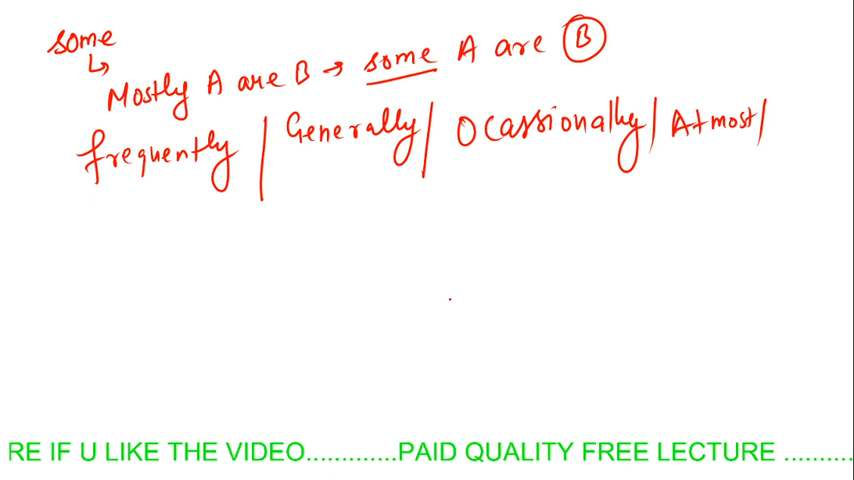 some
↳ Mostly A are B → some A are B
frequently / Generally / Ocassionally / Atmost /
RE IF U LIKE THE VIDEO.............PAID QUALITY FREE LECTURE ..........